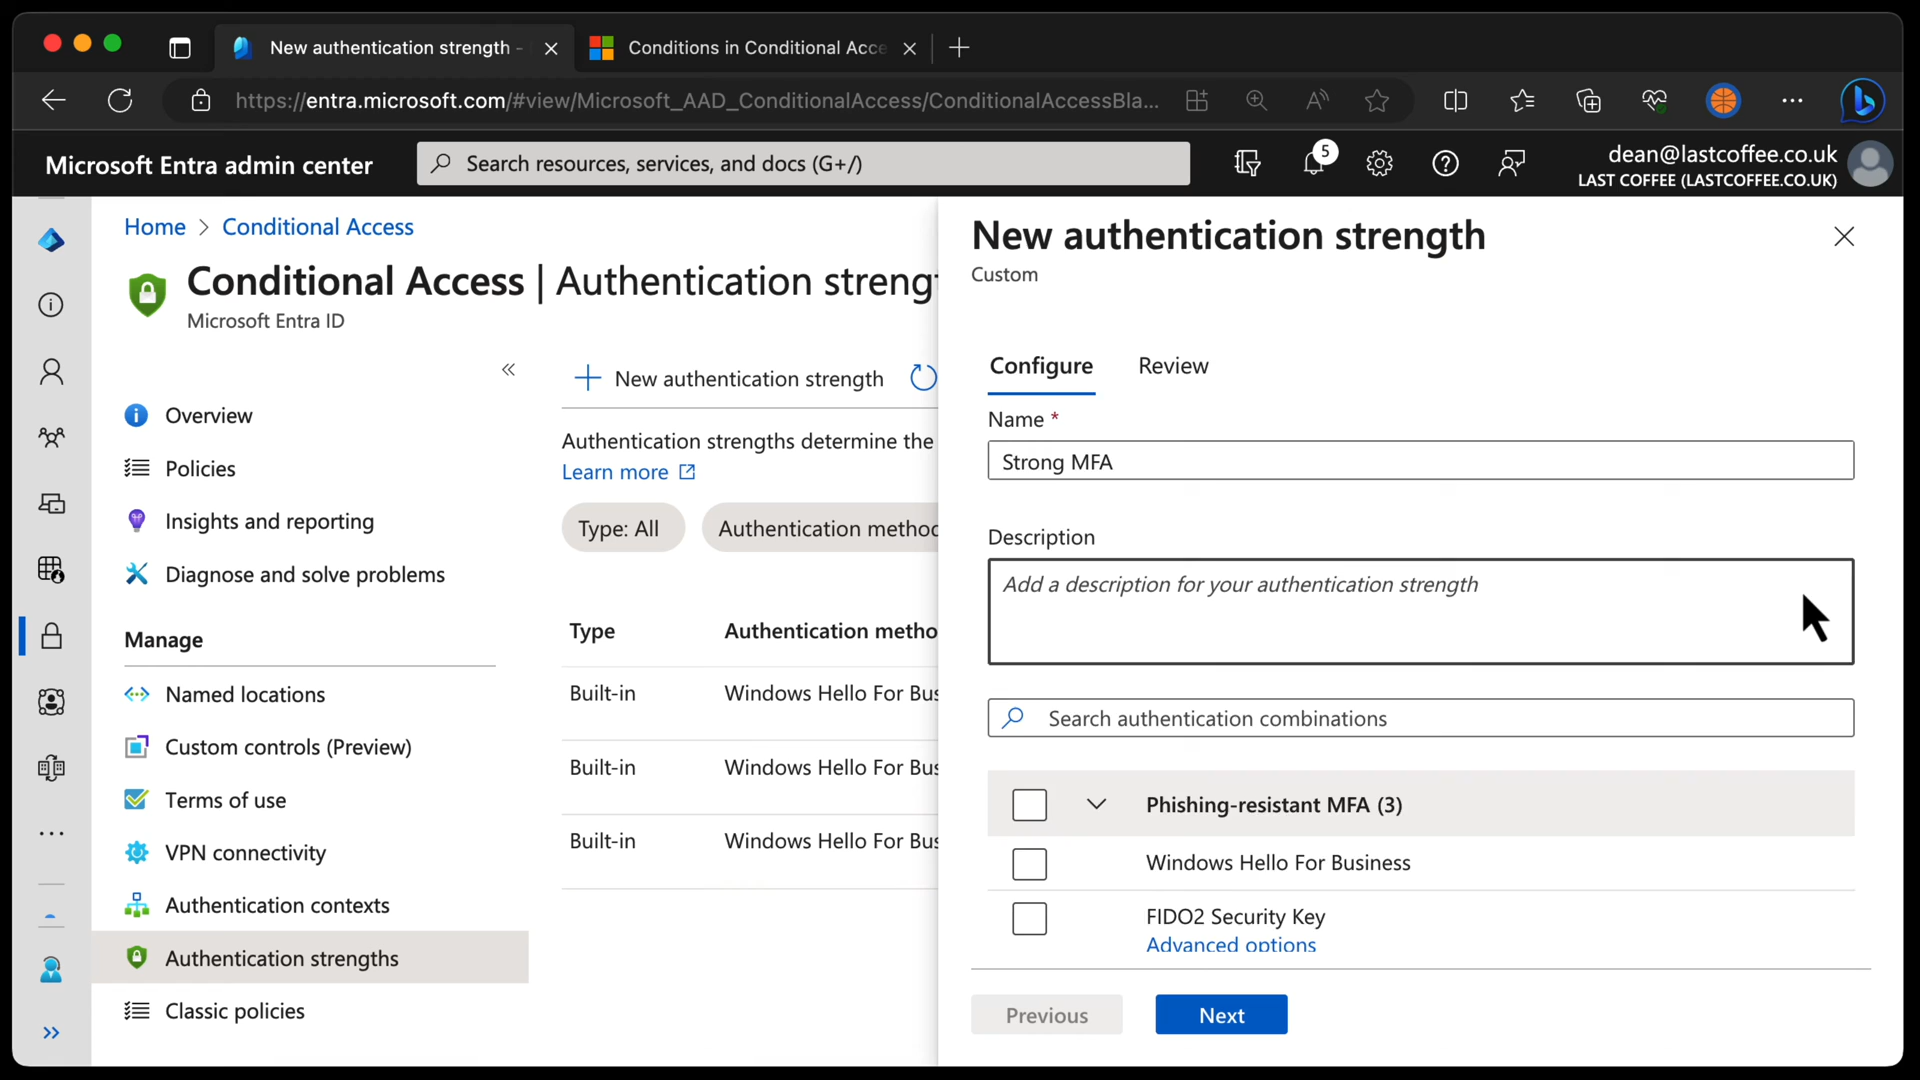 New authentication strength -
Conditions in Conditional Acce
https://entra.microsoft.com/#view/Microsoft_AAD_ConditionalAccess/ConditionalAccessBla...
Microsoft Entra admin center
Search resources, services, and docs (G+/)
5
dean@lastcoffee.co.uk
LAST COFFEE (LASTCOFFEE.CO.UK)
Home > Conditional Access
Conditional Access | Authentication strengt
Microsoft Entra ID
Overview
Policies
Insights and reporting
Diagnose and solve problems
Manage
Named locations
Custom controls (Preview)
Terms of use
VPN connectivity
Authentication contexts
Authentication strengths
Classic policies
New authentication strength
Authentication strengths determine the
Learn more
Type: All
Authentication method
Type
Authentication metho
Built-in
Windows Hello For Bus
Built-in
Windows Hello For Bus
Built-in
Windows Hello For Bus
New authentication strength
Custom
Configure
Review
Name *
Strong MFA
Description
Add a description for your authentication strength
Search authentication combinations
Phishing-resistant MFA (3)
Windows Hello For Business
FIDO2 Security Key
Advanced options
Previous
Next